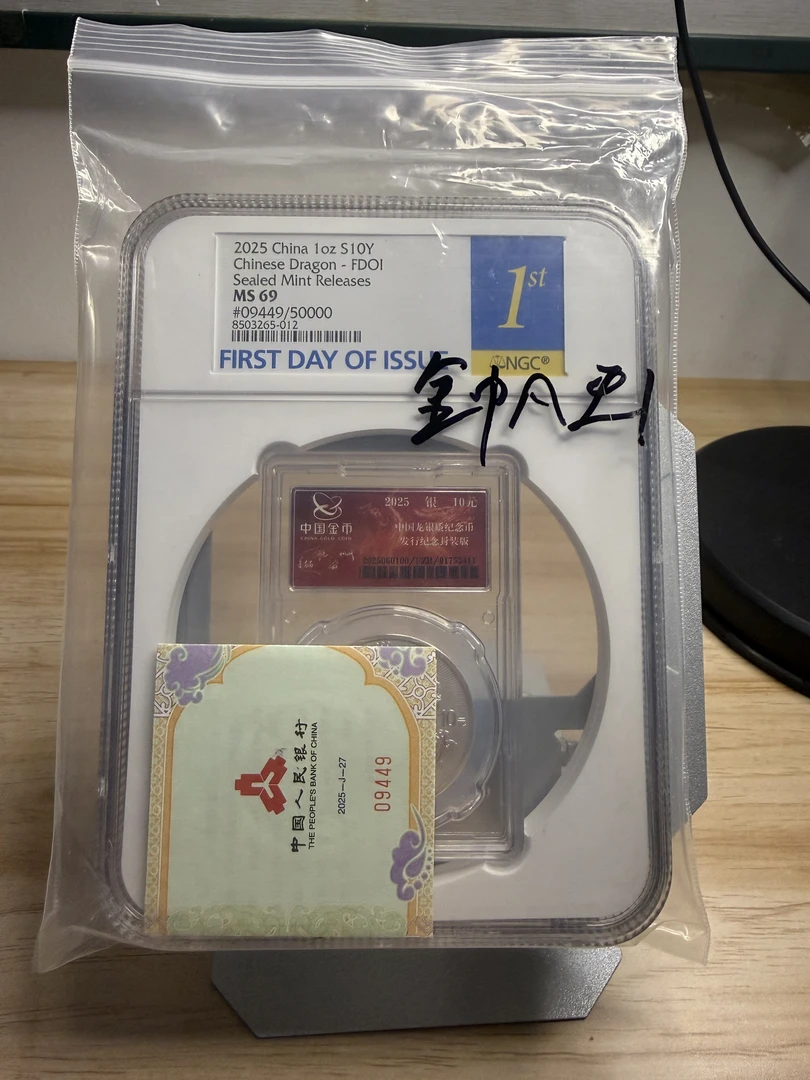 2025 China 1oz S10Y
Chinese Dragon - FDOI
Sealed Mint Releases
MS 69
#09449/50000
8503265-012
FIRST DAY OF ISSUE
1st
NGC®
中国金币
CHINA GOLD COIN
2025 银 10元
中国龙银质纪念币
发行纪念封装版
中国人民银行
THE PEOPLE'S BANK OF CHINA
2025-J-27
09449